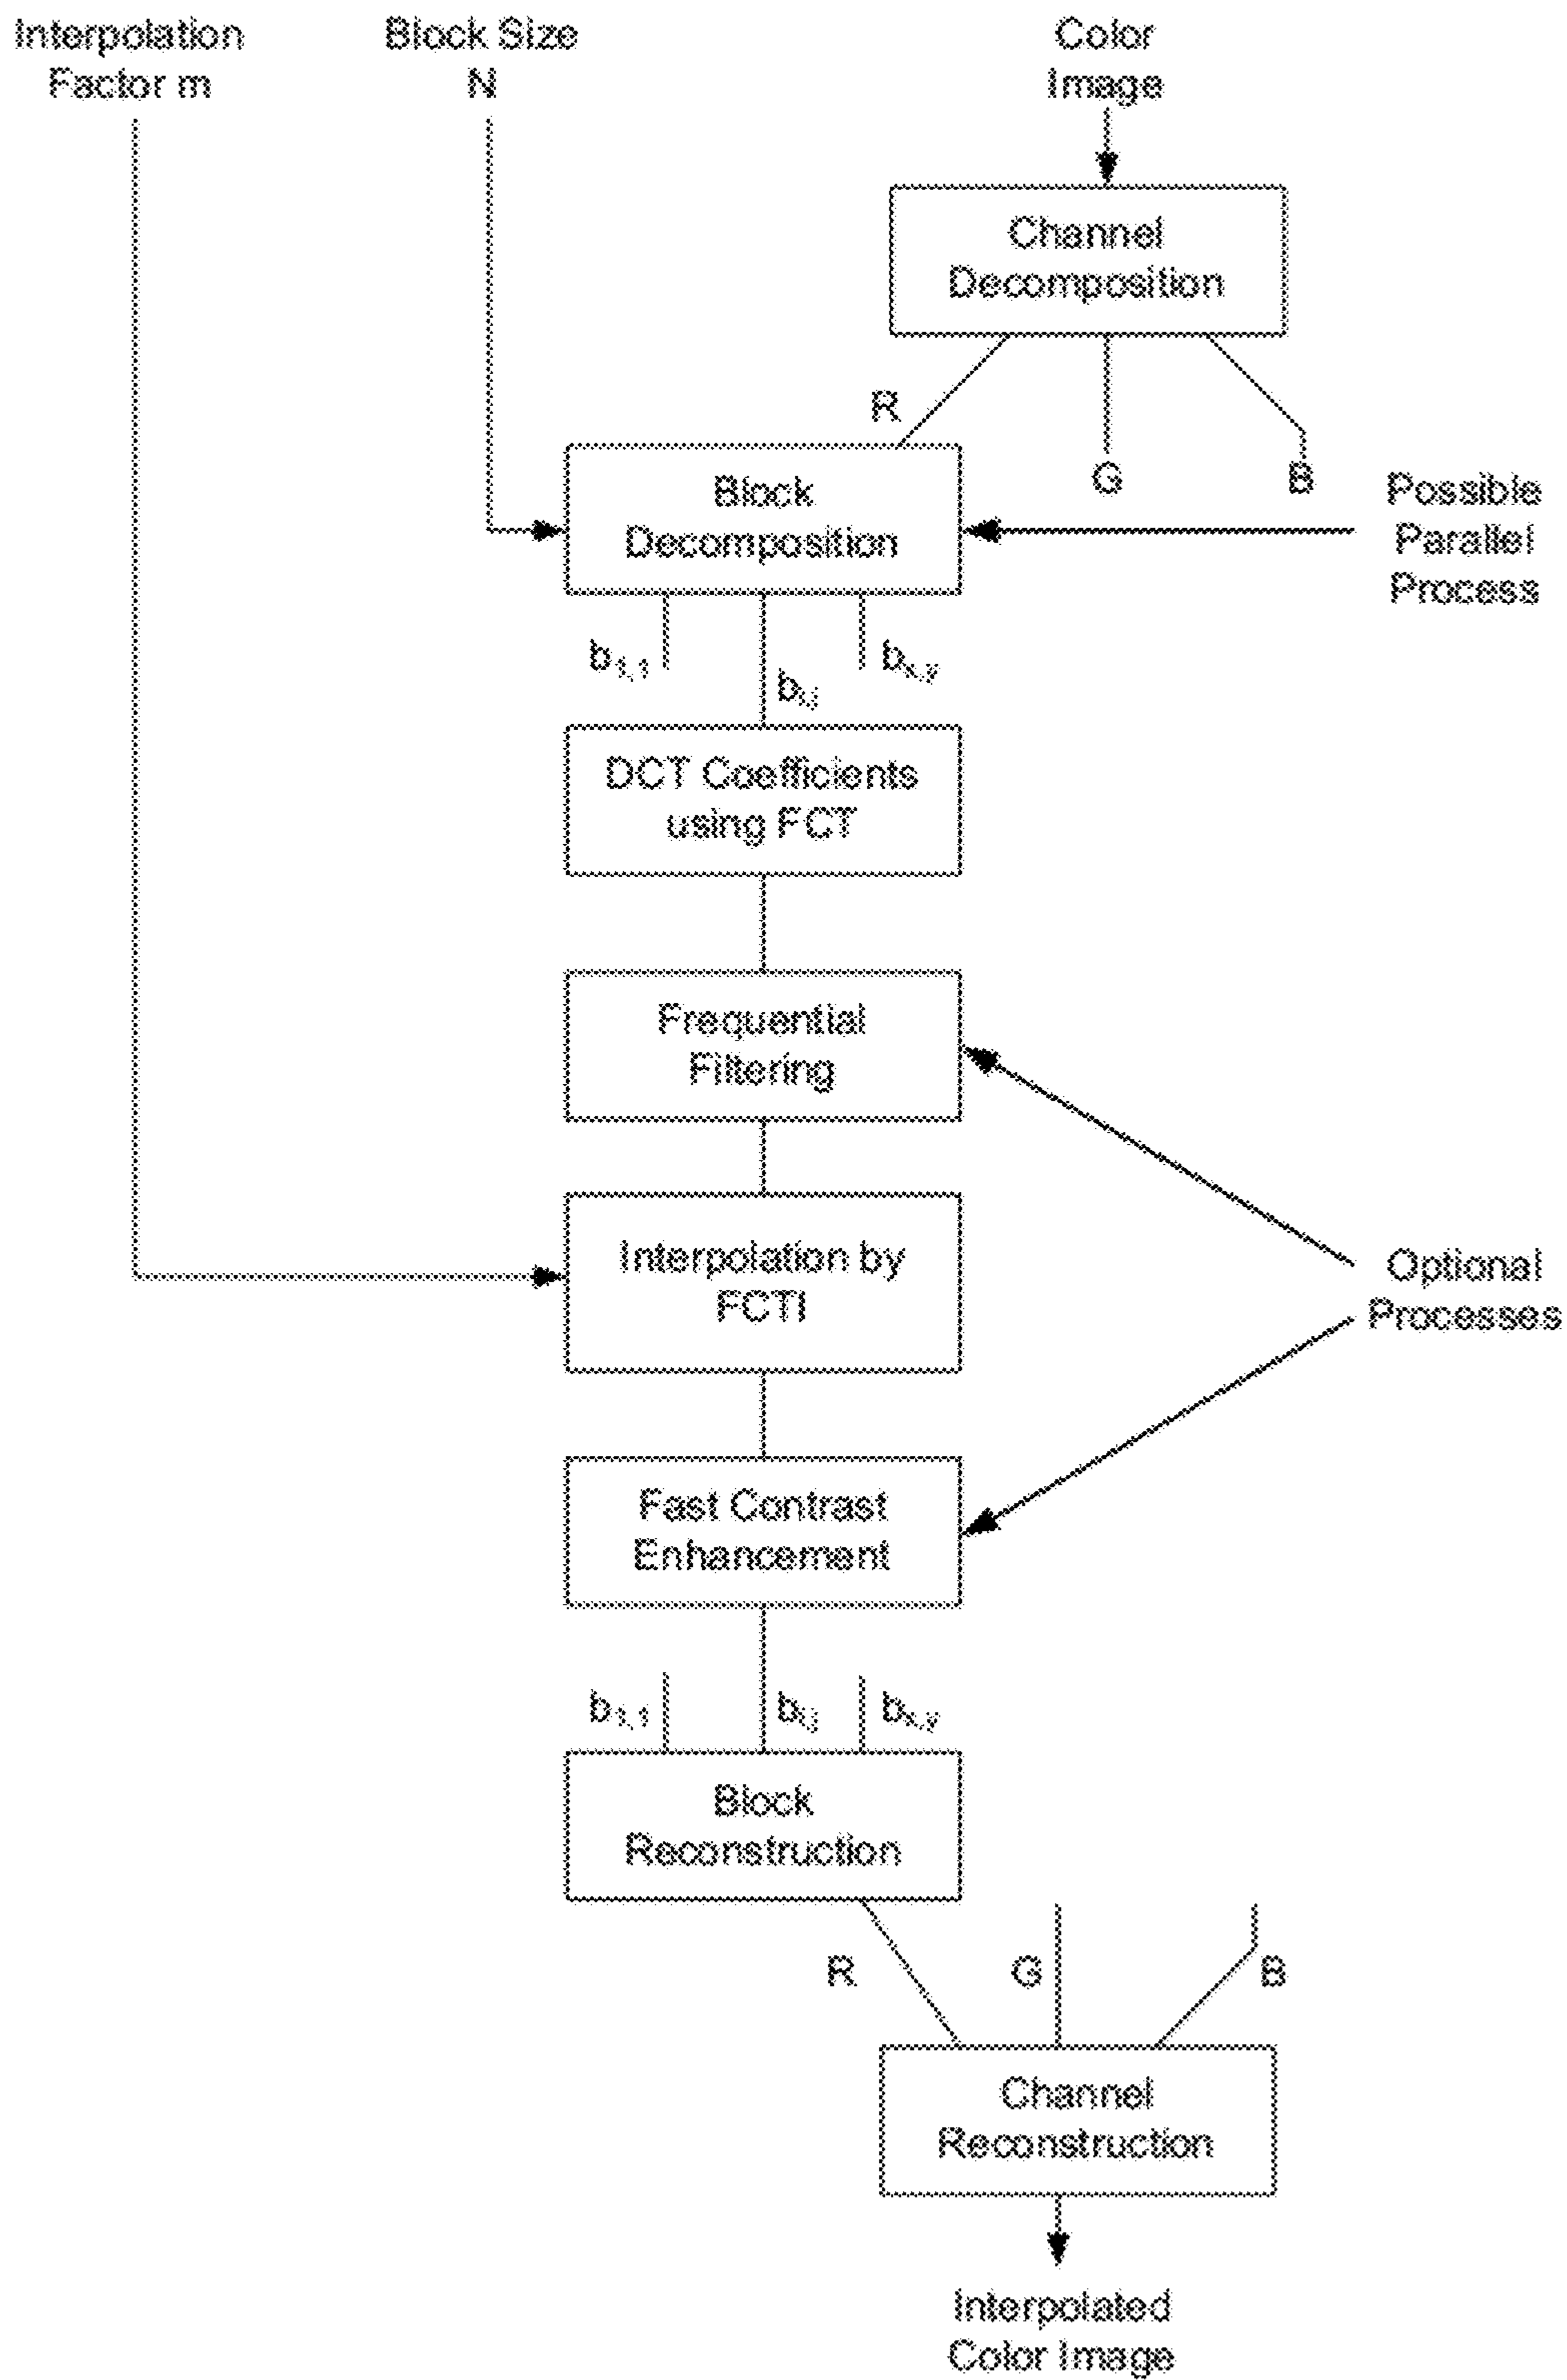 Interpolation
Factor m
Block Size
N
Color
Image
Channel
Decomposition
R
G
B
Block
Decomposition
Possible
Parallel
Process
b1,1
bi,j
bx,y
DCT Coefficients
using FCT
Frequential
Filtering
Interpolation by
FCTI
Optional
Processes
Fast Contrast
Enhancement
b1,1
bi,j
bx,y
Block
Reconstruction
R
G
B
Channel
Reconstruction
Interpolated
Color Image